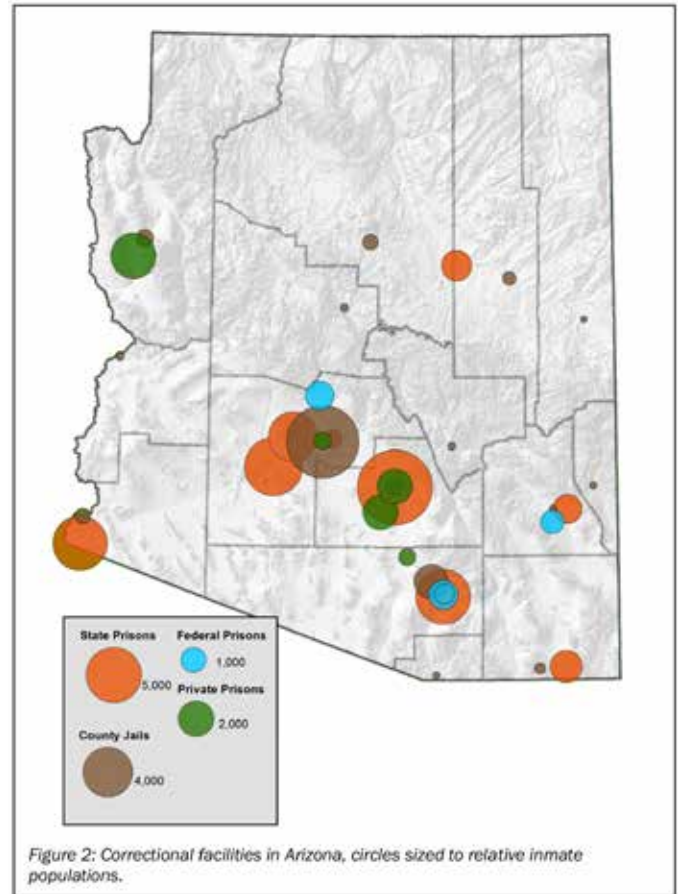 State Prisons
5,000
Federal Prisons
1,000
Private Prisons
2,000
County Jails
4,000
Figure 2: Correctional facilities in Arizona, circles sized to relative inmate
populations.